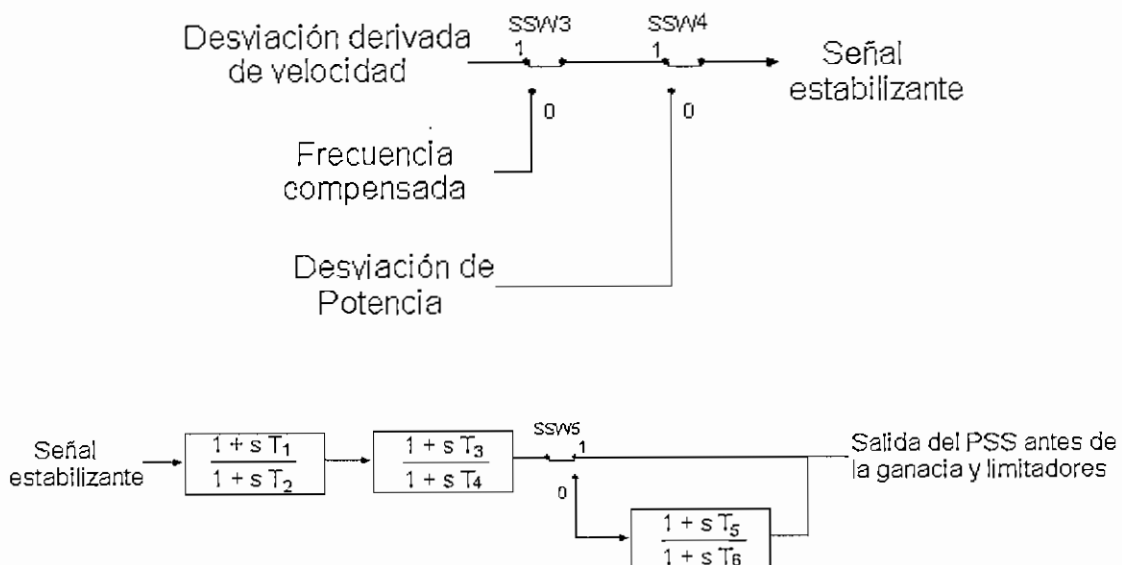 SSW3
SSW4
Desviación derivada
de velocidad
1
1
Señal
estabilizante
0
0
Frecuencia
compensada
Desviación de
Potencia
Señal
estabilizante
1 + s T1
1 + s T2
1 + s T3
1 + s T4
SSW5
1
0
Salida del PSS antes de
la ganacia y limitadores
1 + s T5
1 + s T6